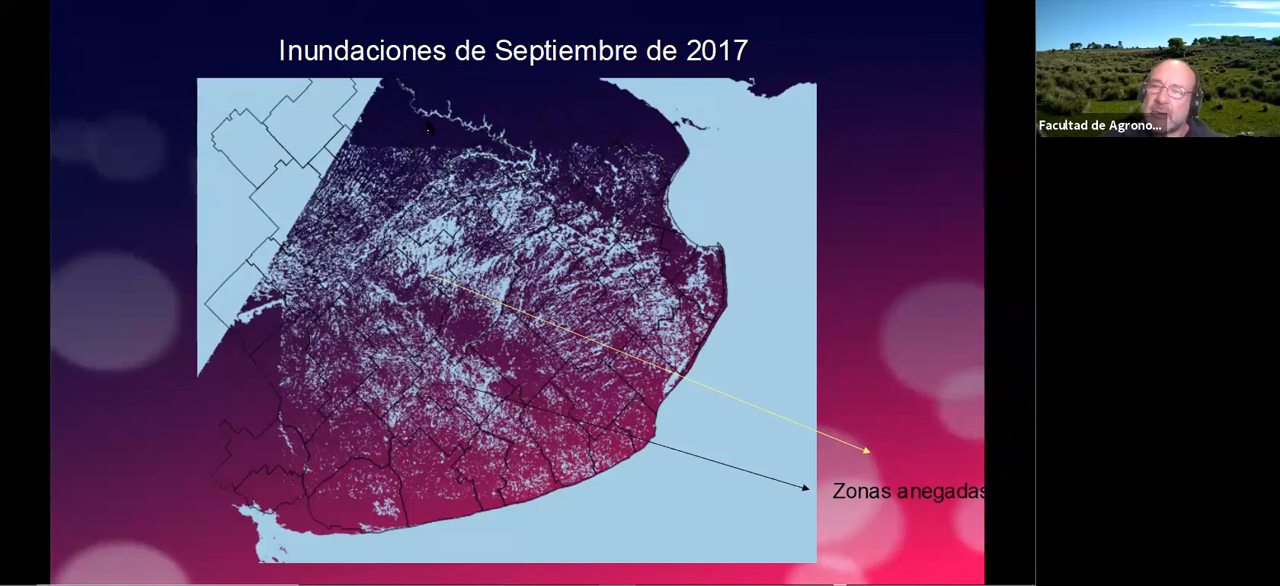 Inundaciones de Septiembre de 2017
Facultad de Agrono...
Zonas anegadas